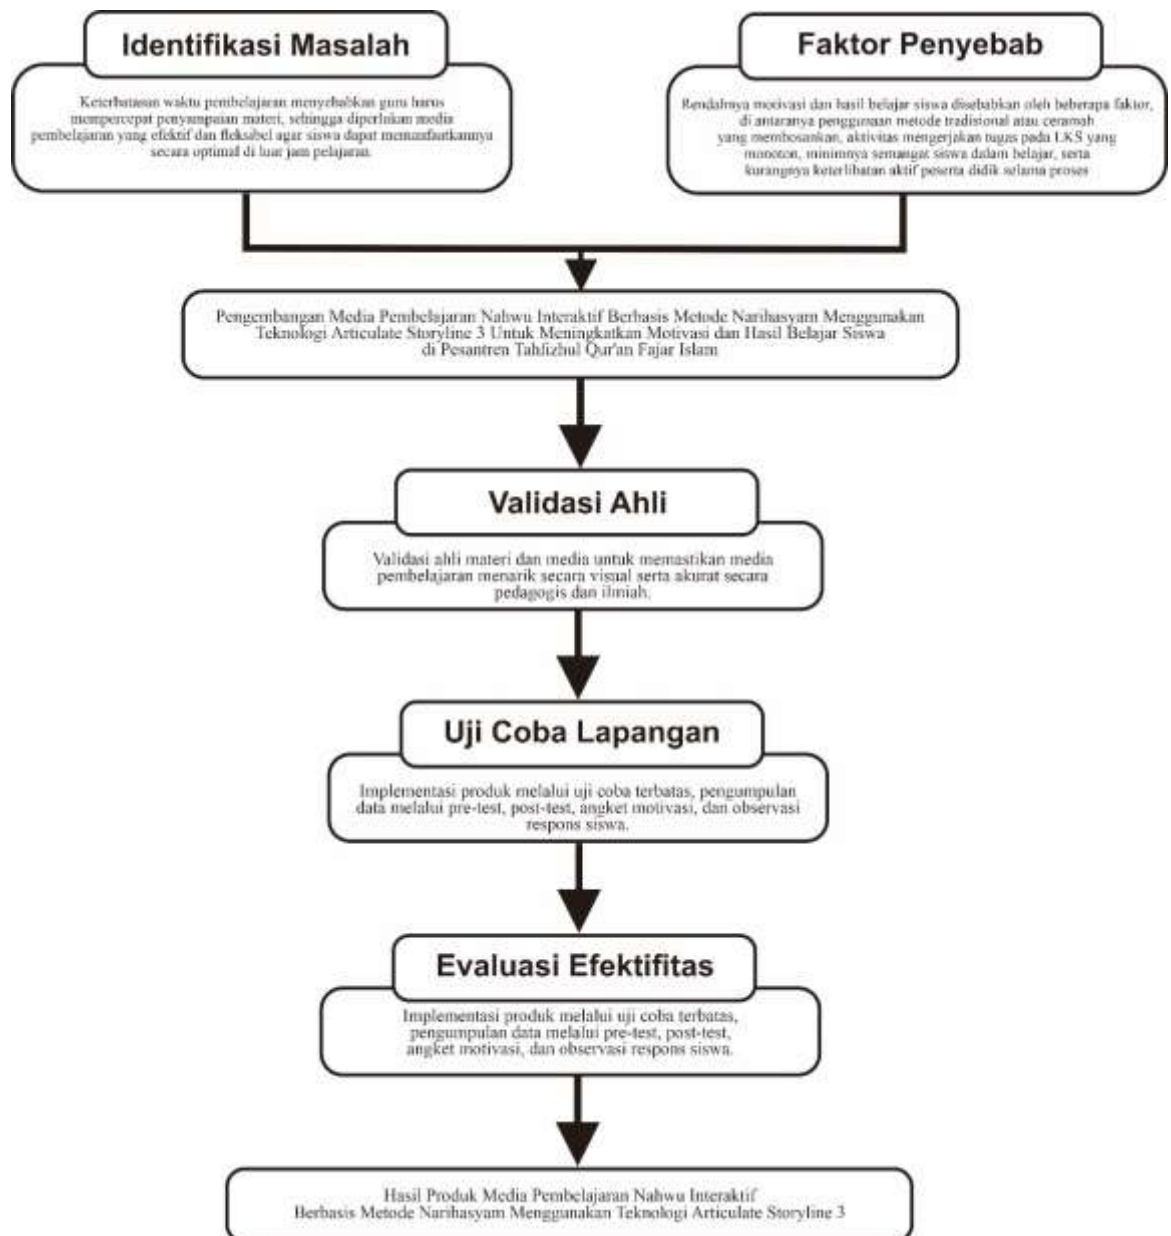 Identifikasi Masalah
Keterbatasan waktu pembelajaran menyebabkan guru harus
mempercepat penyampaian materi, sehingga diperlukan media
pembelajaran yang efektif dan fleksibel agar siswa dapat memanfaatkannya
secara optimal di luar jam pelajaran.
Faktor Penyebab
Rendahnya motivasi dan hasil belajar siswa disebabkan oleh beberapa faktor,
di antaranya penggunaan metode tradisional atau ceramah
yang membosankan, aktivitas mengerjakan tugas pada LKS yang
monoton, minimnya semangat siswa dalam belajar, serta
kurangnya keterlibatan aktif peserta didik selama proses
Pengembangan Media Pembelajaran Nahwu Interaktif Berbasis Metode Narihasyam Menggunakan
Teknologi Articulate Storyline 3 Untuk Meningkatkan Motivasi dan Hasil Belajar Siswa
di Pesantren Tahfizhul Qur'an Fajar Islam
Validasi Ahli
Validasi ahli materi dan media untuk memastikan media
pembelajaran menarik secara visual serta akurat secara
pedagogis dan ilmiah.
Uji Coba Lapangan
Implementasi produk melalui uji coba terbatas, pengumpulan
data melalui pre-test, post-test, angket motivasi, dan observasi
respons siswa.
Evaluasi Efektifitas
Implementasi produk melalui uji coba terbatas,
pengumpulan data melalui pre-test, post-test,
angket motivasi, dan observasi respons siswa.
Hasil Produk Media Pembelajaran Nahwu Interaktif
Berbasis Metode Narihasyam Menggunakan Teknologi Articulate Storyline 3